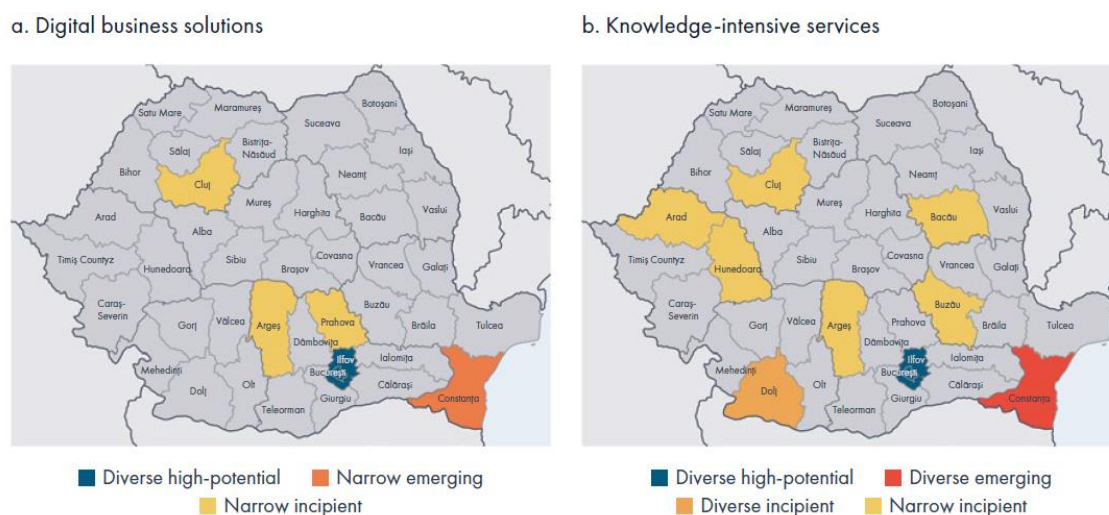 a. Digital business solutions
Satu Mare
Maramureș
Botoșani
Suceava
Sălaj
Bistrița-
Năsăud
Iași
Bihor
Cluj
Neamț
Mureș
Harghita
Bacău
Vaslui
Arad
Alba
Timiș Countyz
Hunedoara
Sibiu
Brașov
Covasna
Vrancea
Galați
Caraș-
Severin
Gorj
Vâlcea
Argeș
Prahova
Buzău
Brăila
Tulcea
Dâmbovița
Ilfov
Ialomița
București
Mehedinți
Dolj
Olt
Călărași
Constanța
Teleorman
Giurgiu
Diverse high-potential
Narrow emerging
Narrow incipient
b. Knowledge-intensive services
Satu Mare
Maramureș
Botoșani
Suceava
Sălaj
Bistrița-
Năsăud
Iași
Bihor
Cluj
Neamț
Mureș
Harghita
Bacău
Vaslui
Arad
Alba
Timiș Countyz
Hunedoara
Sibiu
Brașov
Covasna
Vrancea
Galați
Caraș-
Severin
Gorj
Vâlcea
Argeș
Prahova
Buzău
Brăila
Tulcea
Dâmbovița
Ilfov
Ialomița
București
Mehedinți
Dolj
Olt
Călărași
Constanța
Teleorman
Giurgiu
Diverse high-potential
Diverse emerging
Diverse incipient
Narrow incipient